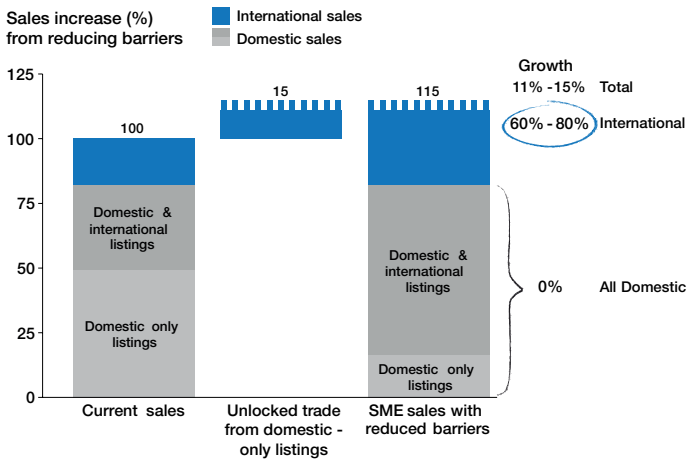 Sales increase (%)
from reducing barriers
International sales
Domestic sales
Growth
11% -15% Total
60% - 80% International
0% All Domestic
125
100
75
50
25
0
100
15
115
Domestic &
international
listings
Domestic only
listings
Domestic &
international
listings
Domestic only
listings
Current sales
Unlocked trade
from domestic -
only listings
SME sales with
reduced barriers